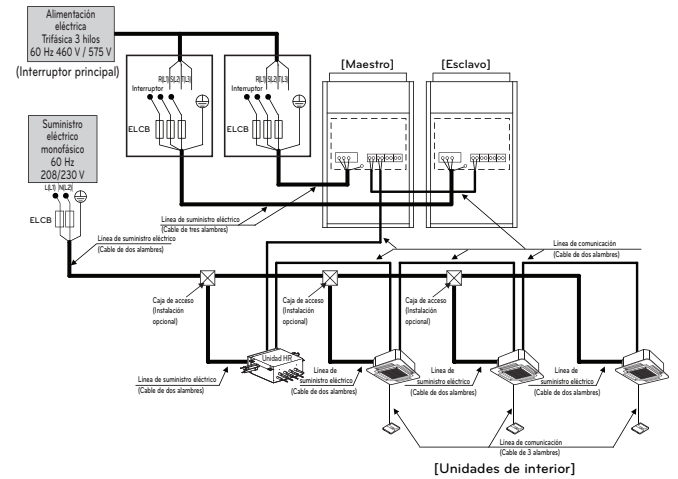 Alimentación
eléctrica
Trifásica 3 hilos
60 Hz 460 V / 575 V
(Interruptor principal)
R(L1) S(L2) T(L3)
Interruptor
ELCB
R(L1) S(L2) T(L3)
Interruptor
ELCB
[Maestro]
[Esclavo]
Suministro
eléctrico
monofásico
60 Hz
208/230 V
L(L1) N(L2)
ELCB
Línea de suministro eléctrico
(Cable de dos alambres)
Línea de suministro eléctrico
(Cable de tres alambres)
Línea de comunicación
(Cable de dos alambres)
Caja de acceso
(Instalación
opcional)
Caja de acceso
(Instalación
opcional)
Caja de acceso
(Instalación
opcional)
Unidad HR
Línea de suministro eléctrico
(Cable de dos alambres)
Línea de
suministro eléctrico
(Cable de dos alambres)
Línea de
suministro eléctrico
(Cable de dos alambres)
Línea de
suministro eléctrico
(Cable de dos alambres)
Línea de comunicación
(Cable de 3 alambres)
[Unidades de interior]